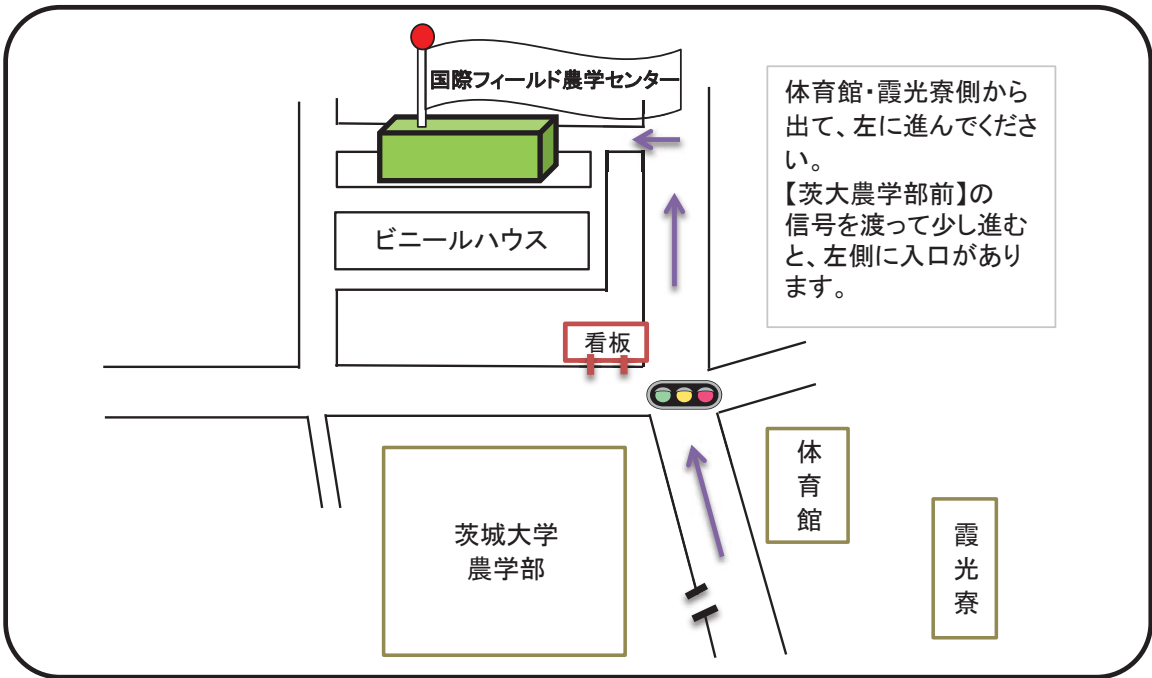 国際フィールド農学センター
体育館・霞光寮側から
出て、左に進んでくださ
い。
【茨大農学部前】の
信号を渡って少し進む
と、左側に入口があり
ます。
ビニールハウス
看板
体
育
館
茨城大学
農学部
霞
光
寮